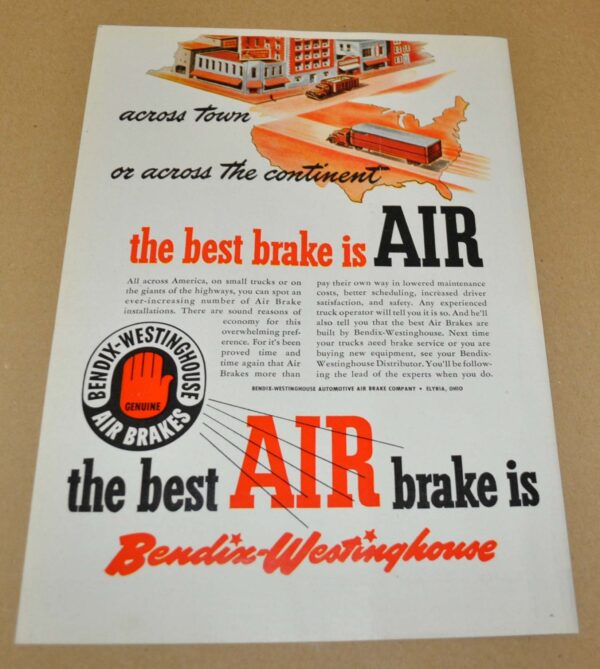 across town
or across the continent
the best brake is AIR
All across America, on small trucks or on
the giants of the highways, you can spot an
ever-increasing number of Air Brake
installations. There are sound reasons of
economy for this
overwhelming pref-
erence. For it's been
proved time and
time again that Air
Brakes more than
pay their own way in lowered maintenance
costs, better scheduling, increased driver
satisfaction, and safety. Any experienced
truck operator will tell you it is so. And he'll
also tell you that the best Air Brakes are
built by Bendix-Westinghouse. Next time
your trucks need brake service or you are
buying new equipment, see your Bendix-
Westinghouse Distributor. You'll be follow-
ing the lead of the experts when you do.
BENDIX-WESTINGHOUSE AUTOMOTIVE AIR BRAKE COMPANY • ELYRIA, OHIO
BENDIX-WESTINGHOUSE
GENUINE
AIR BRAKES
the best AIR brake is
Bendix-Westinghouse